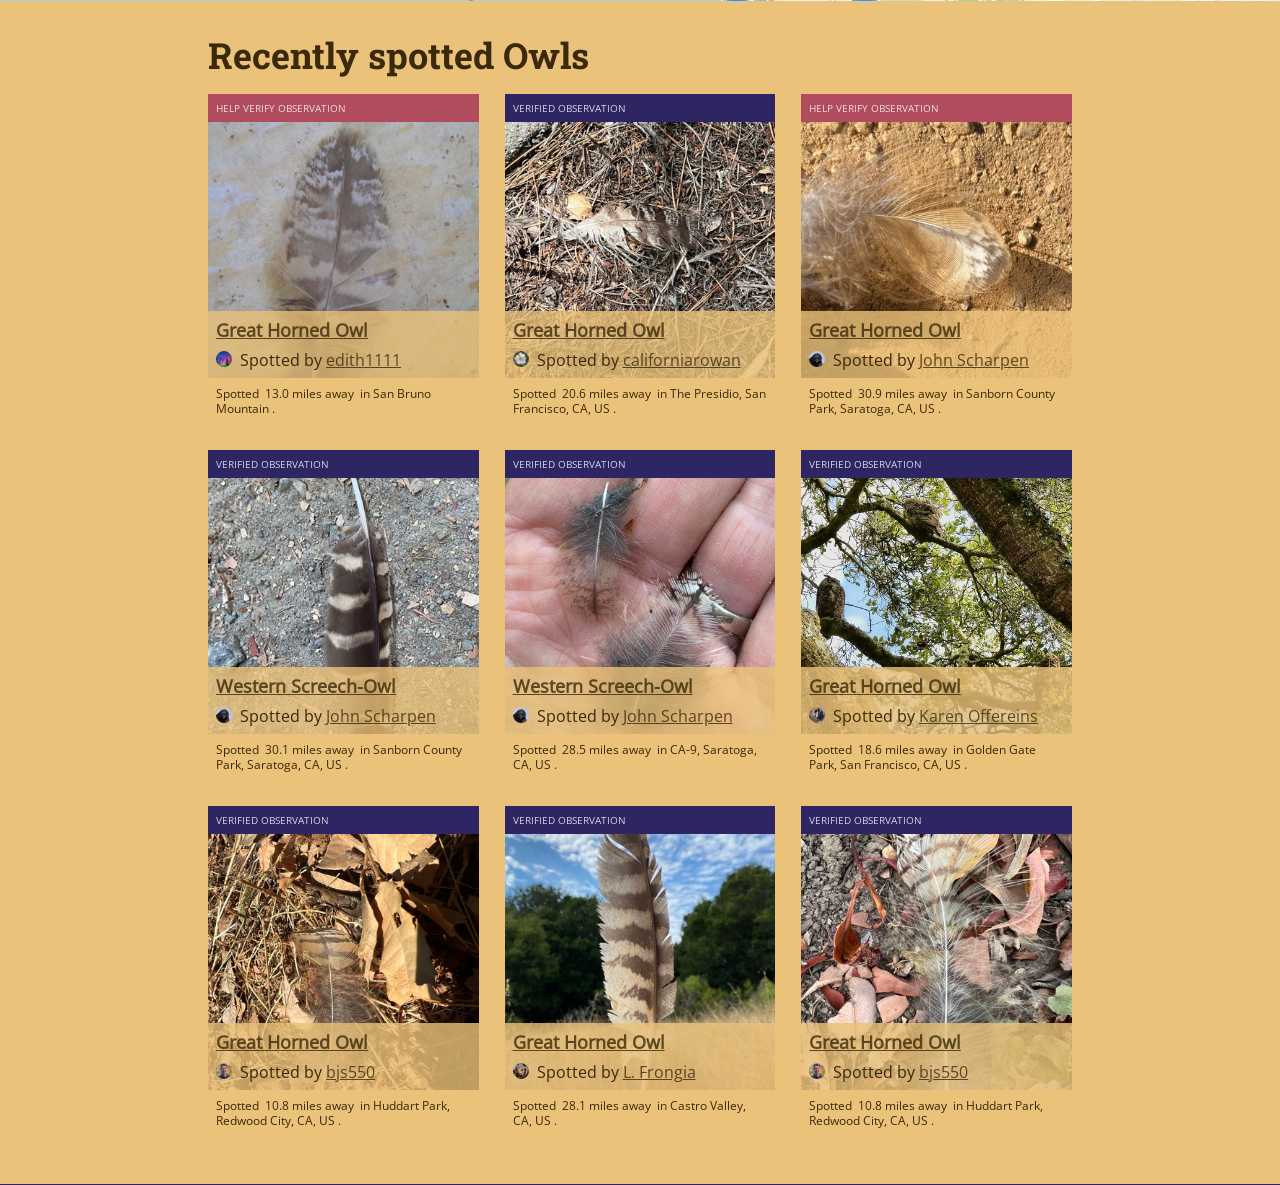 Recently spotted Owls
HELP VERIFY OBSERVATION
Great Horned Owl
Spotted by edith1111
Spotted 13.0 miles away in San Bruno
Mountain .
VERIFIED OBSERVATION
Great Horned Owl
Spotted by californiarowan
Spotted 20.6 miles away in The Presidio, San
Francisco, CA, US .
HELP VERIFY OBSERVATION
Great Horned Owl
Spotted by John Scharpen
Spotted 30.9 miles away in Sanborn County
Park, Saratoga, CA, US .
VERIFIED OBSERVATION
Western Screech-Owl
Spotted by John Scharpen
Spotted 30.1 miles away in Sanborn County
Park, Saratoga, CA, US .
VERIFIED OBSERVATION
Western Screech-Owl
Spotted by John Scharpen
Spotted 28.5 miles away in CA-9, Saratoga,
CA, US .
VERIFIED OBSERVATION
Great Horned Owl
Spotted by Karen Offereins
Spotted 18.6 miles away in Golden Gate
Park, San Francisco, CA, US .
VERIFIED OBSERVATION
Great Horned Owl
Spotted by bjs550
Spotted 10.8 miles away in Huddart Park,
Redwood City, CA, US .
VERIFIED OBSERVATION
Great Horned Owl
Spotted by L. Frongia
Spotted 28.1 miles away in Castro Valley,
CA, US .
VERIFIED OBSERVATION
Great Horned Owl
Spotted by bjs550
Spotted 10.8 miles away in Huddart Park,
Redwood City, CA, US .